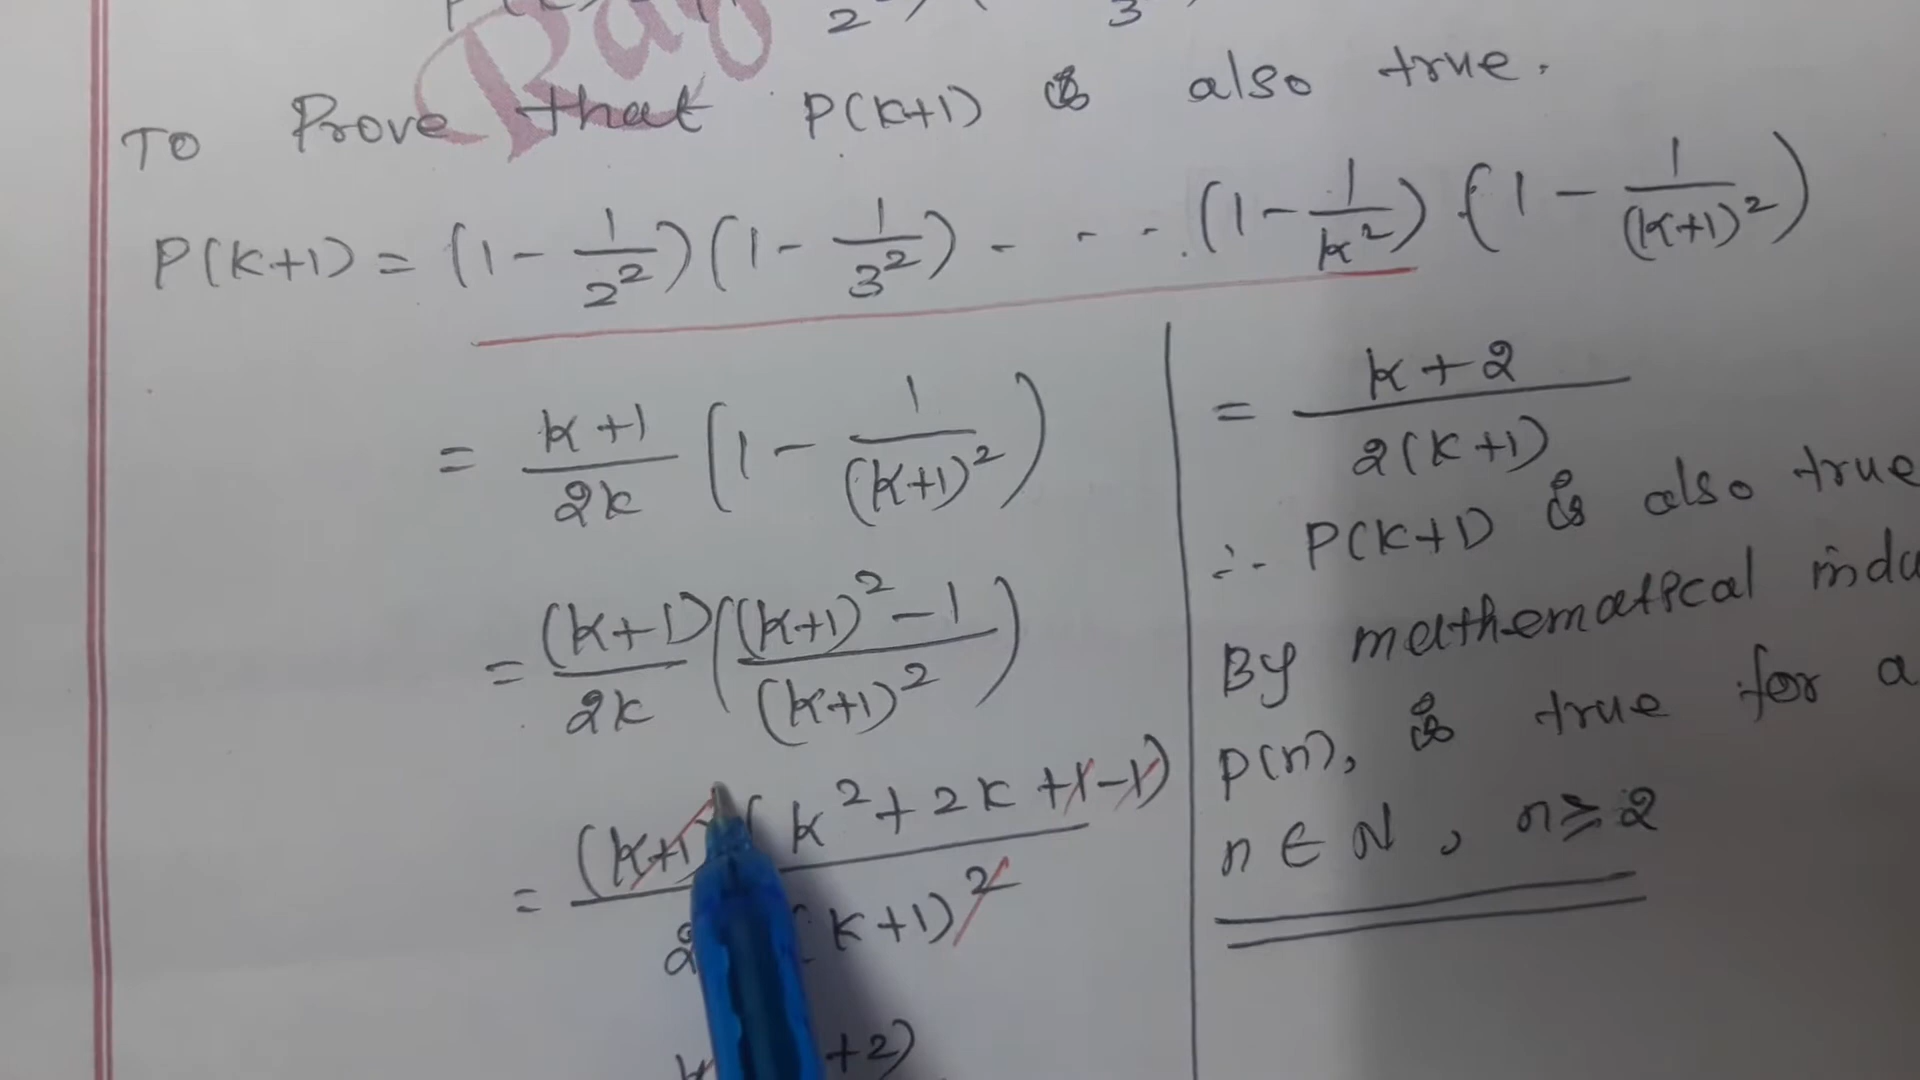 Ray
TO Prove that P(K+1) is also true.
P(K+1) = (1 - 1/2²)(1 - 1/3²) - - - - (1 - 1/k²)(1 - 1/(k+1)²)
= k+1/2k (1 - 1/(k+1)²)
= (k+1)/2k ((k+1)² - 1/(k+1)²)
= (k+1)(k² + 2k + 1 - 1)/2 (k+1)²
+2)
= k+2/2(k+1)
∴ P(K+1) is also true
By mathematical indu
P(n), is true for a
n ∈ N, n ≥ 2